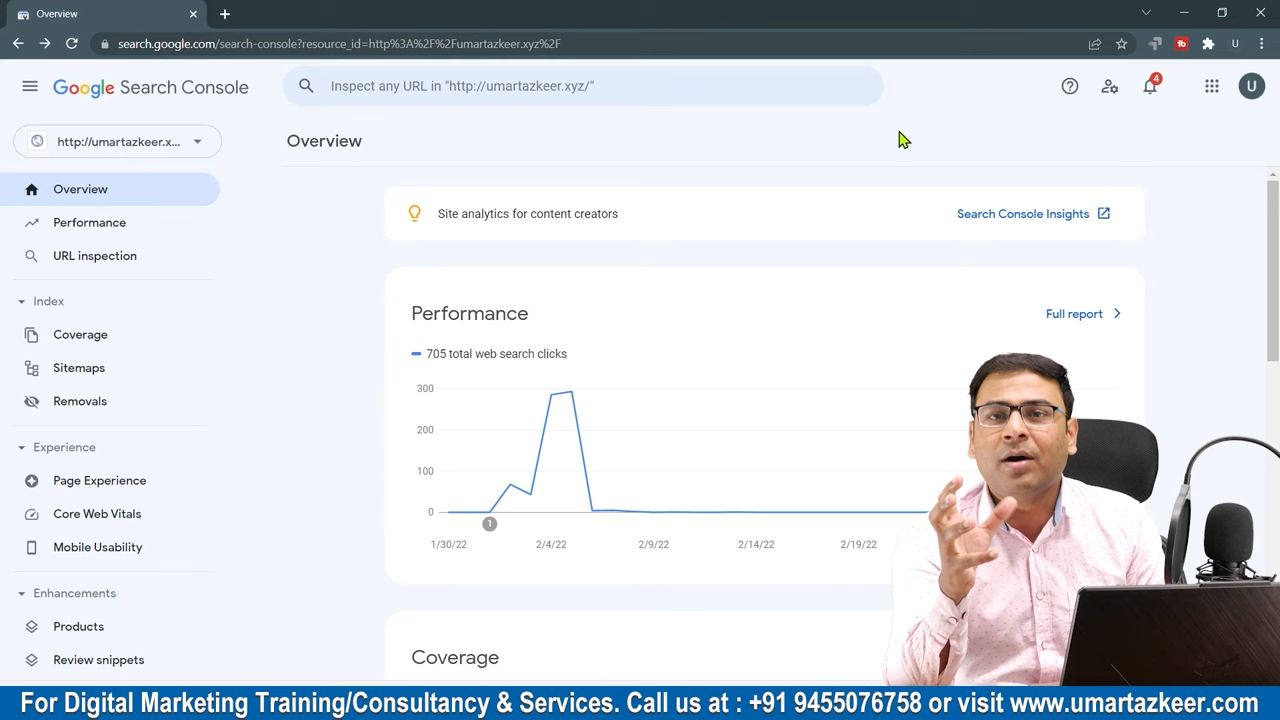 Overview
search.google.com/search-console?resource_id=http%3A%2F%2Fumartazkeer.xyz%2F
U
Google Search Console
Inspect any URL in "http://umartazkeer.xyz/"
4
U
http://umartazkeer.x...
Overview
Overview
Performance
URL inspection
Index
Coverage
Sitemaps
Removals
Experience
Page Experience
Core Web Vitals
Mobile Usability
Enhancements
Products
Review snippets
Site analytics for content creators
Search Console Insights
Performance
Full report
705 total web search clicks
300
200
100
0
1
1/30/22 2/4/22 2/9/22 2/14/22 2/19/22
Coverage
For Digital Marketing Training/Consultancy & Services. Call us at : +91 9455076758 or visit www.umartazkeer.com